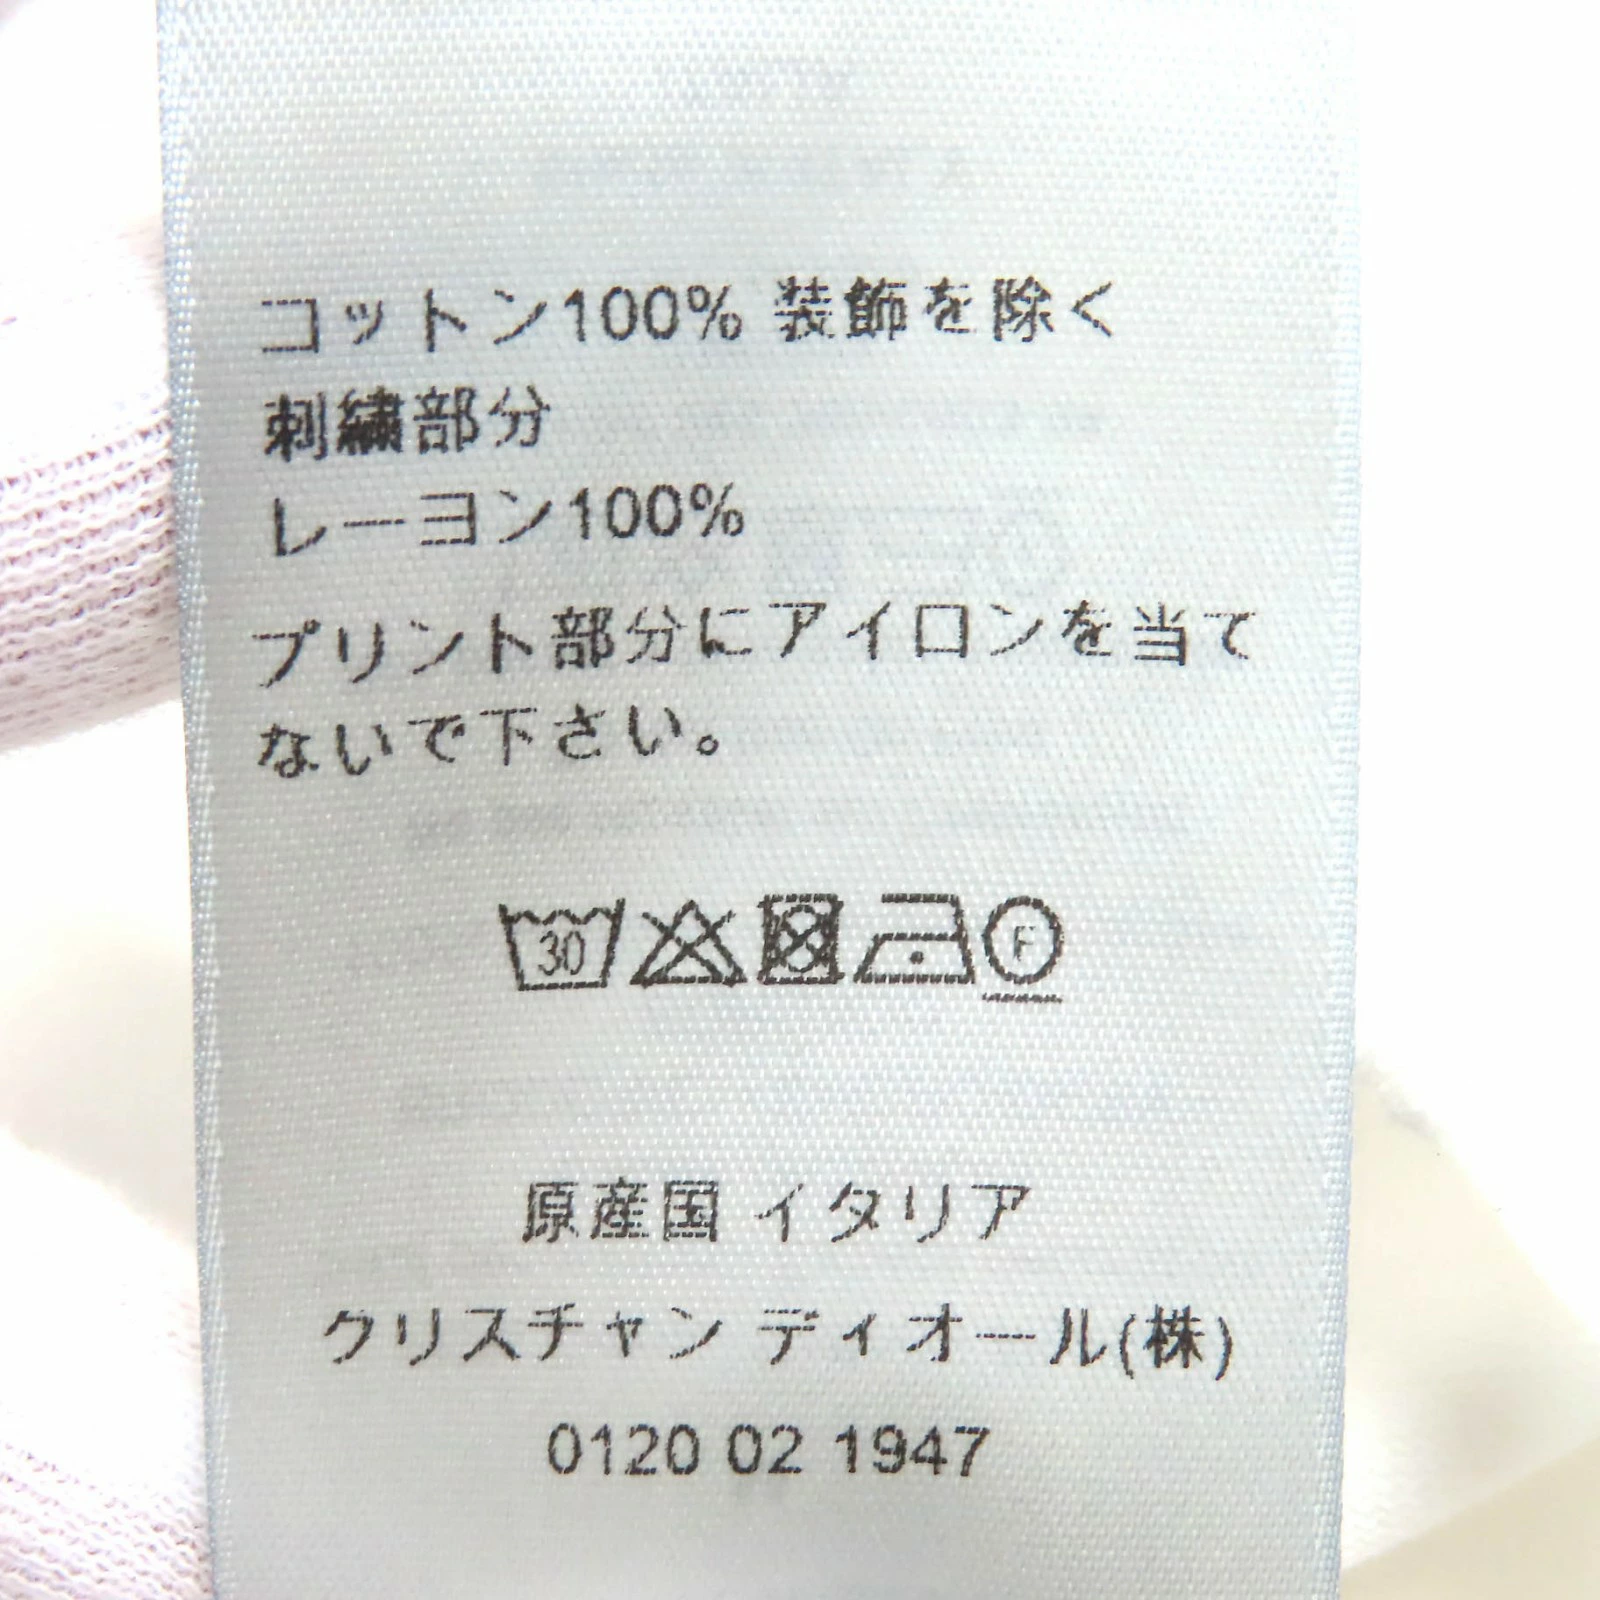 コットン100% 装飾を除く
刺繍部分
レーヨン100%
プリント部分にアイロンを当て
ないで下さい。
30
F
原産国 イタリア
クリスチャン ディオール(株)
0120 02 1947